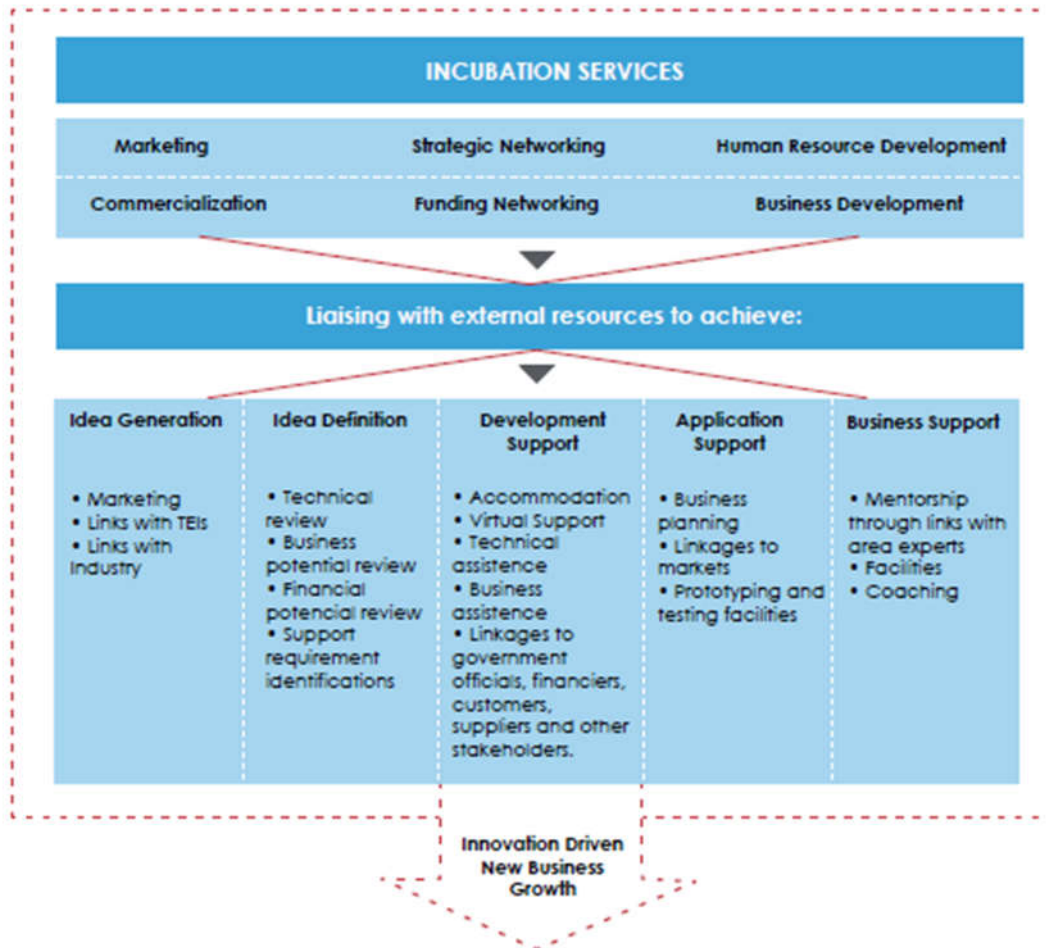 INCUBATION SERVICES
Marketing Strategic Networking Human Resource Development
Commercialization Funding Networking Business Development
Liaising with external resources to achieve:
Idea Generation
• Marketing
• Links with TEIs
• Links with
Industry
Idea Definition
• Technical
review
• Business
potential review
• Financial
potencial review
• Support
requirement
identifications
Development
Support
• Accommodation
• Virtual Support
• Technical
assistence
• Business
assistence
• Linkages to
government
officials, financiers,
customers,
suppliers and other
stakeholders.
Application
Support
• Business
planning
• Linkages to
markets
• Prototyping and
testing facilities
Business Support
• Mentorship
through links with
area experts
• Facilities
• Coaching
Innovation Driven
New Business
Growth